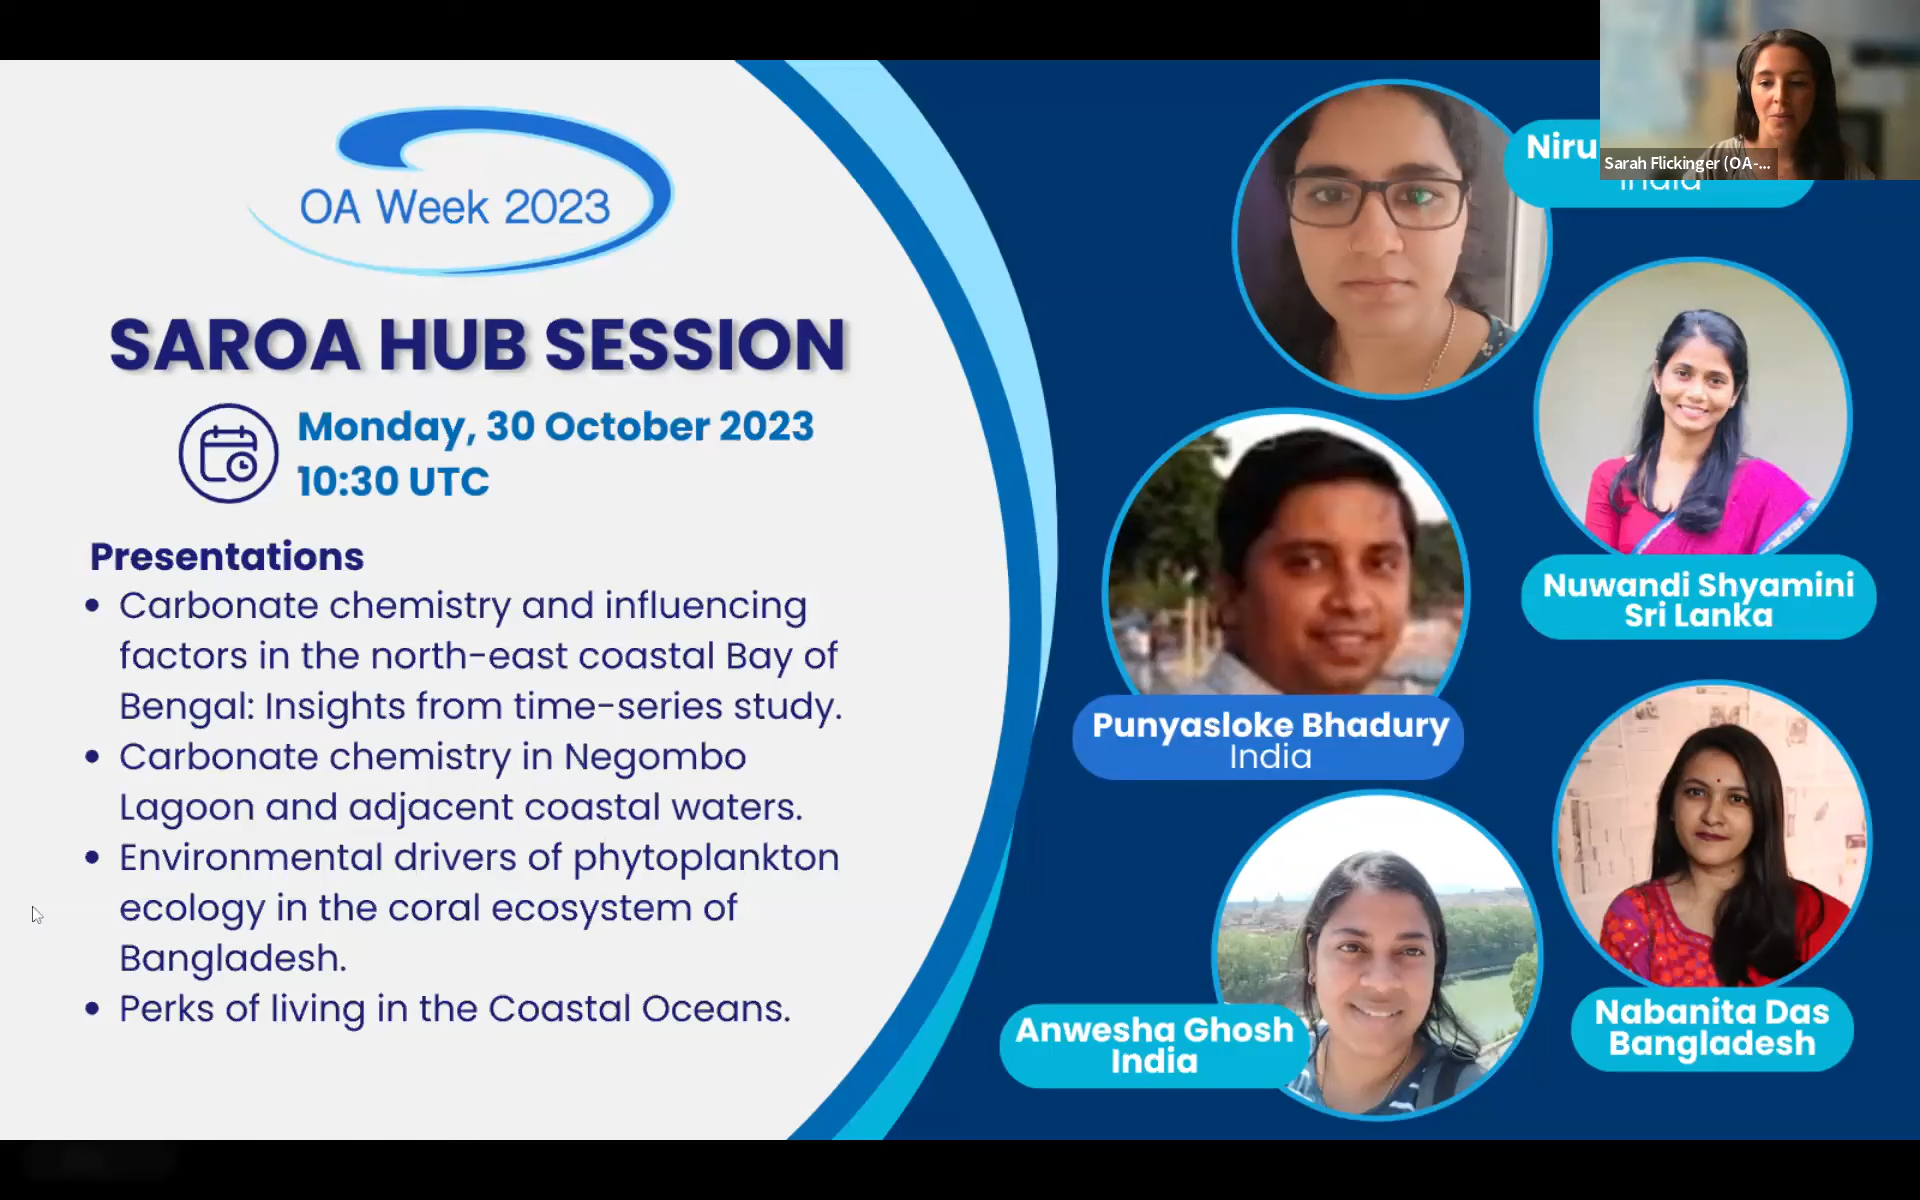 OA Week 2023
SAROA HUB SESSION
Monday, 30 October 2023
10:30 UTC
Presentations
• Carbonate chemistry and influencing
factors in the north-east coastal Bay of
Bengal: Insights from time-series study.
• Carbonate chemistry in Negombo
Lagoon and adjacent coastal waters.
• Environmental drivers of phytoplankton
ecology in the coral ecosystem of
Bangladesh.
• Perks of living in the Coastal Oceans.
Sarah Flickinger (OA-...
India
Nuwandi Shyamini
Sri Lanka
Punyasloke Bhadury
India
Nabanita Das
Bangladesh
Anwesha Ghosh
India